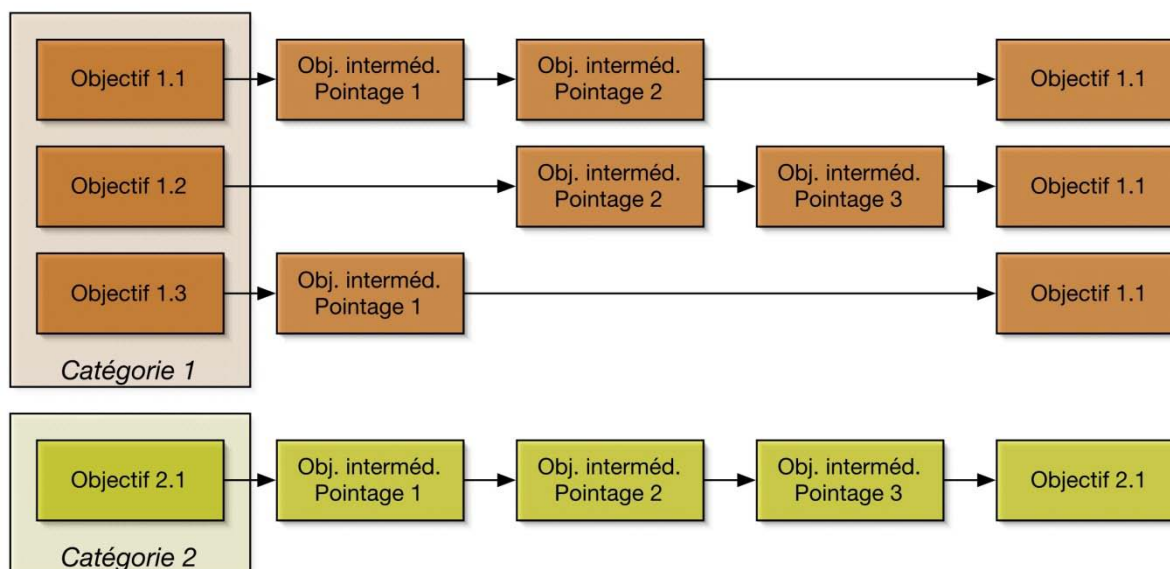 Objectif 1.1
Obj. interméd.
Pointage 1
Obj. interméd.
Pointage 2
Objectif 1.1
Objectif 1.2
Obj. interméd.
Pointage 2
Obj. interméd.
Pointage 3
Objectif 1.1
Objectif 1.3
Obj. interméd.
Pointage 1
Objectif 1.1
Catégorie 1
Objectif 2.1
Obj. interméd.
Pointage 1
Obj. interméd.
Pointage 2
Obj. interméd.
Pointage 3
Objectif 2.1
Catégorie 2